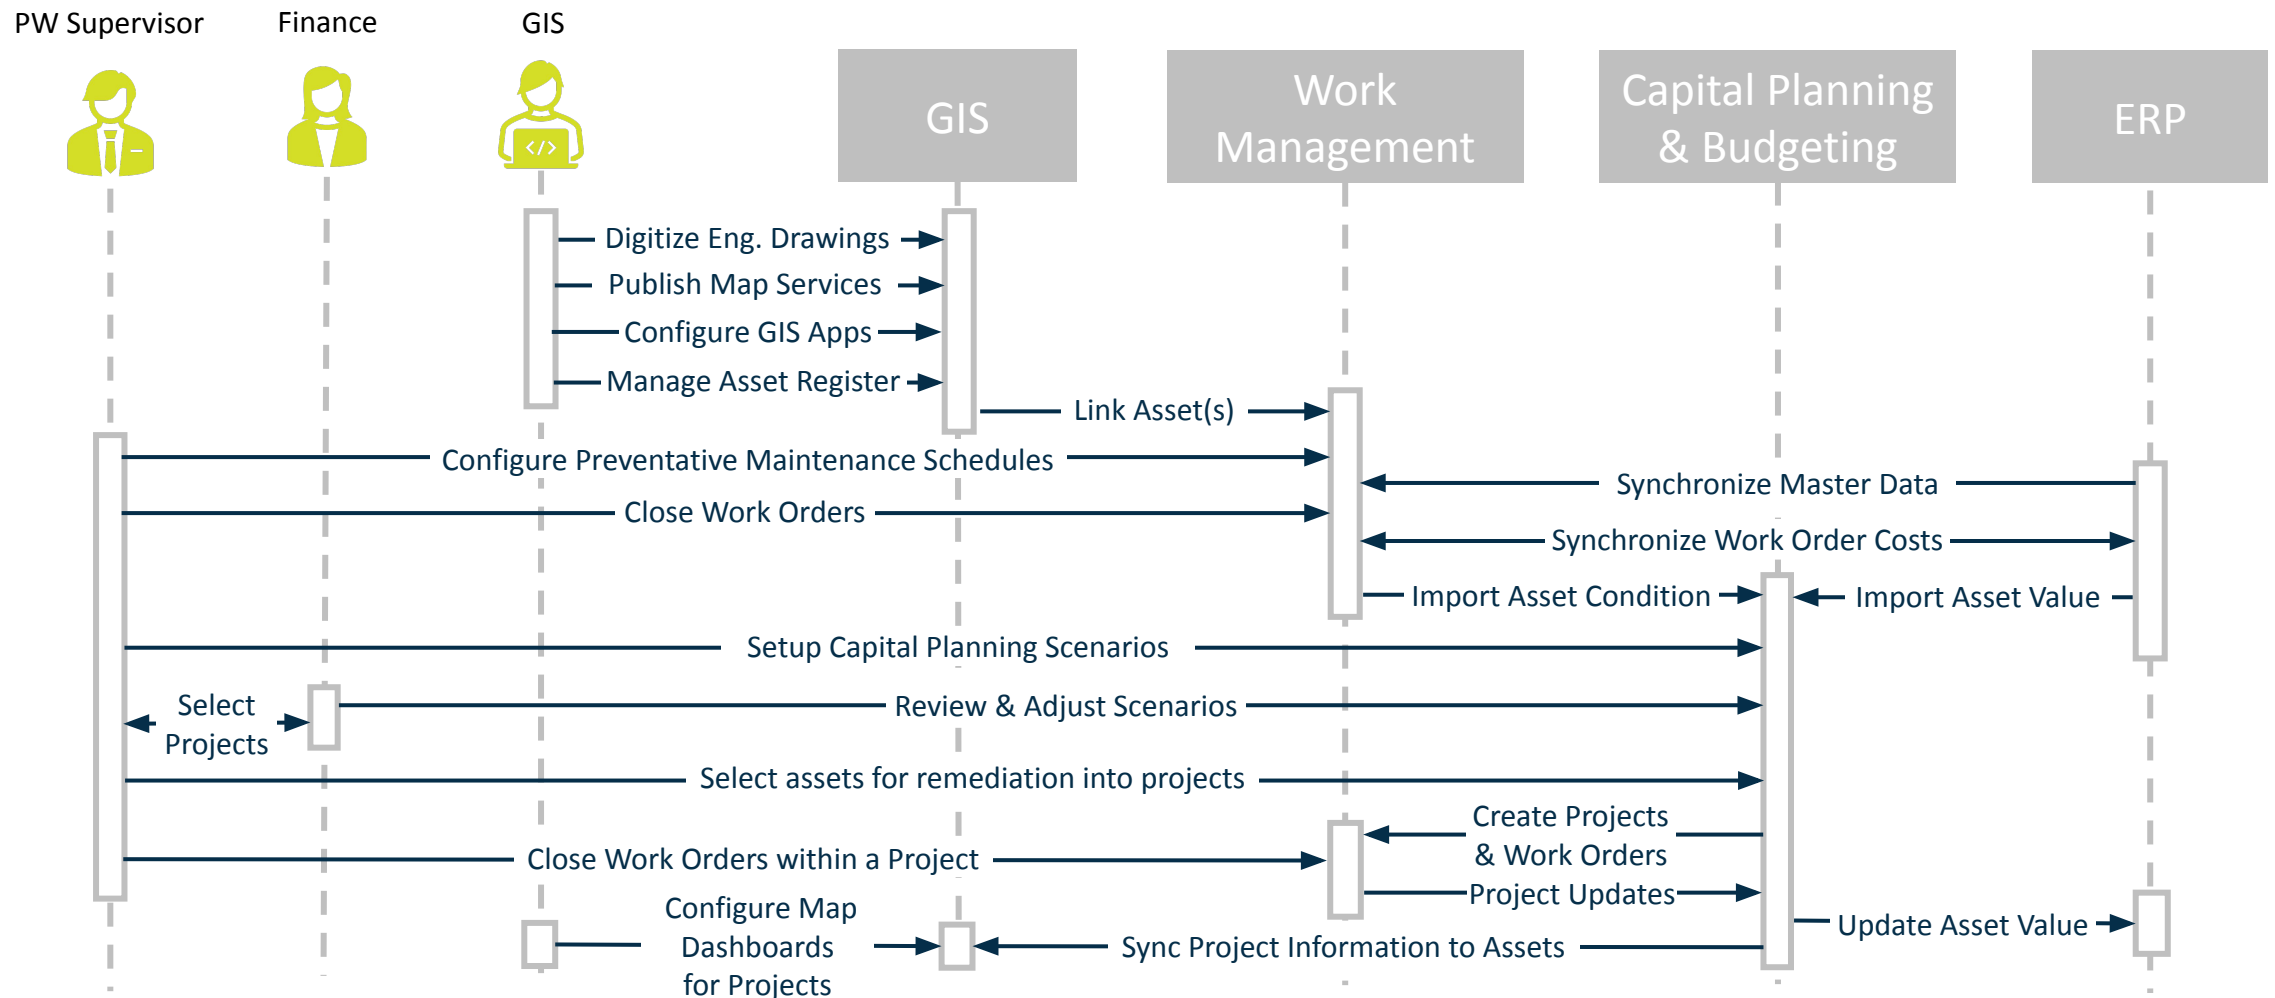 PW Supervisor
Finance
GIS
GIS
Work
Management
Capital Planning
& Budgeting
ERP
</>
Digitize Eng. Drawings
Publish Map Services
Configure GIS Apps
Manage Asset Register
Link Asset(s)
Configure Preventative Maintenance Schedules
Synchronize Master Data
Close Work Orders
Synchronize Work Order Costs
Import Asset Condition
Import Asset Value
Setup Capital Planning Scenarios
Select
Projects
Review & Adjust Scenarios
Select assets for remediation into projects
Create Projects
& Work Orders
Close Work Orders within a Project
Project Updates
Configure Map
Dashboards
for Projects
Update Asset Value
Sync Project Information to Assets